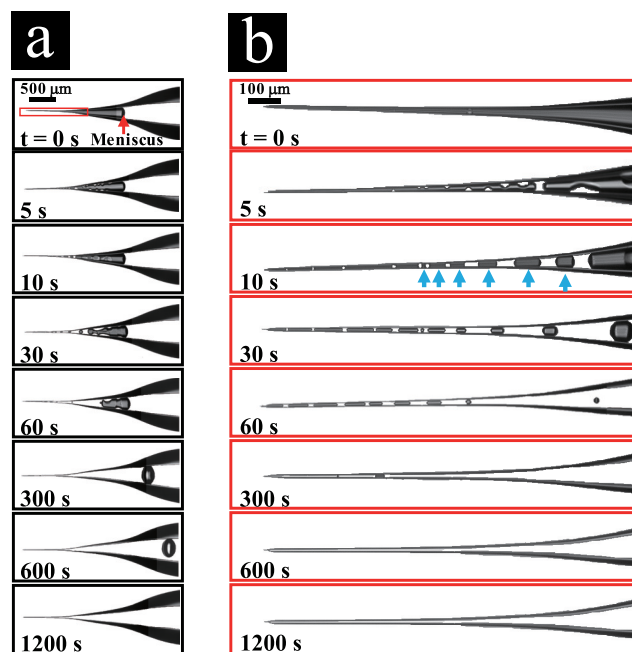 a
b
500 μm
Meniscus
t = 0 s
5 s
10 s
30 s
60 s
300 s
600 s
1200 s
100 μm
t = 0 s
5 s
10 s
30 s
60 s
300 s
600 s
1200 s